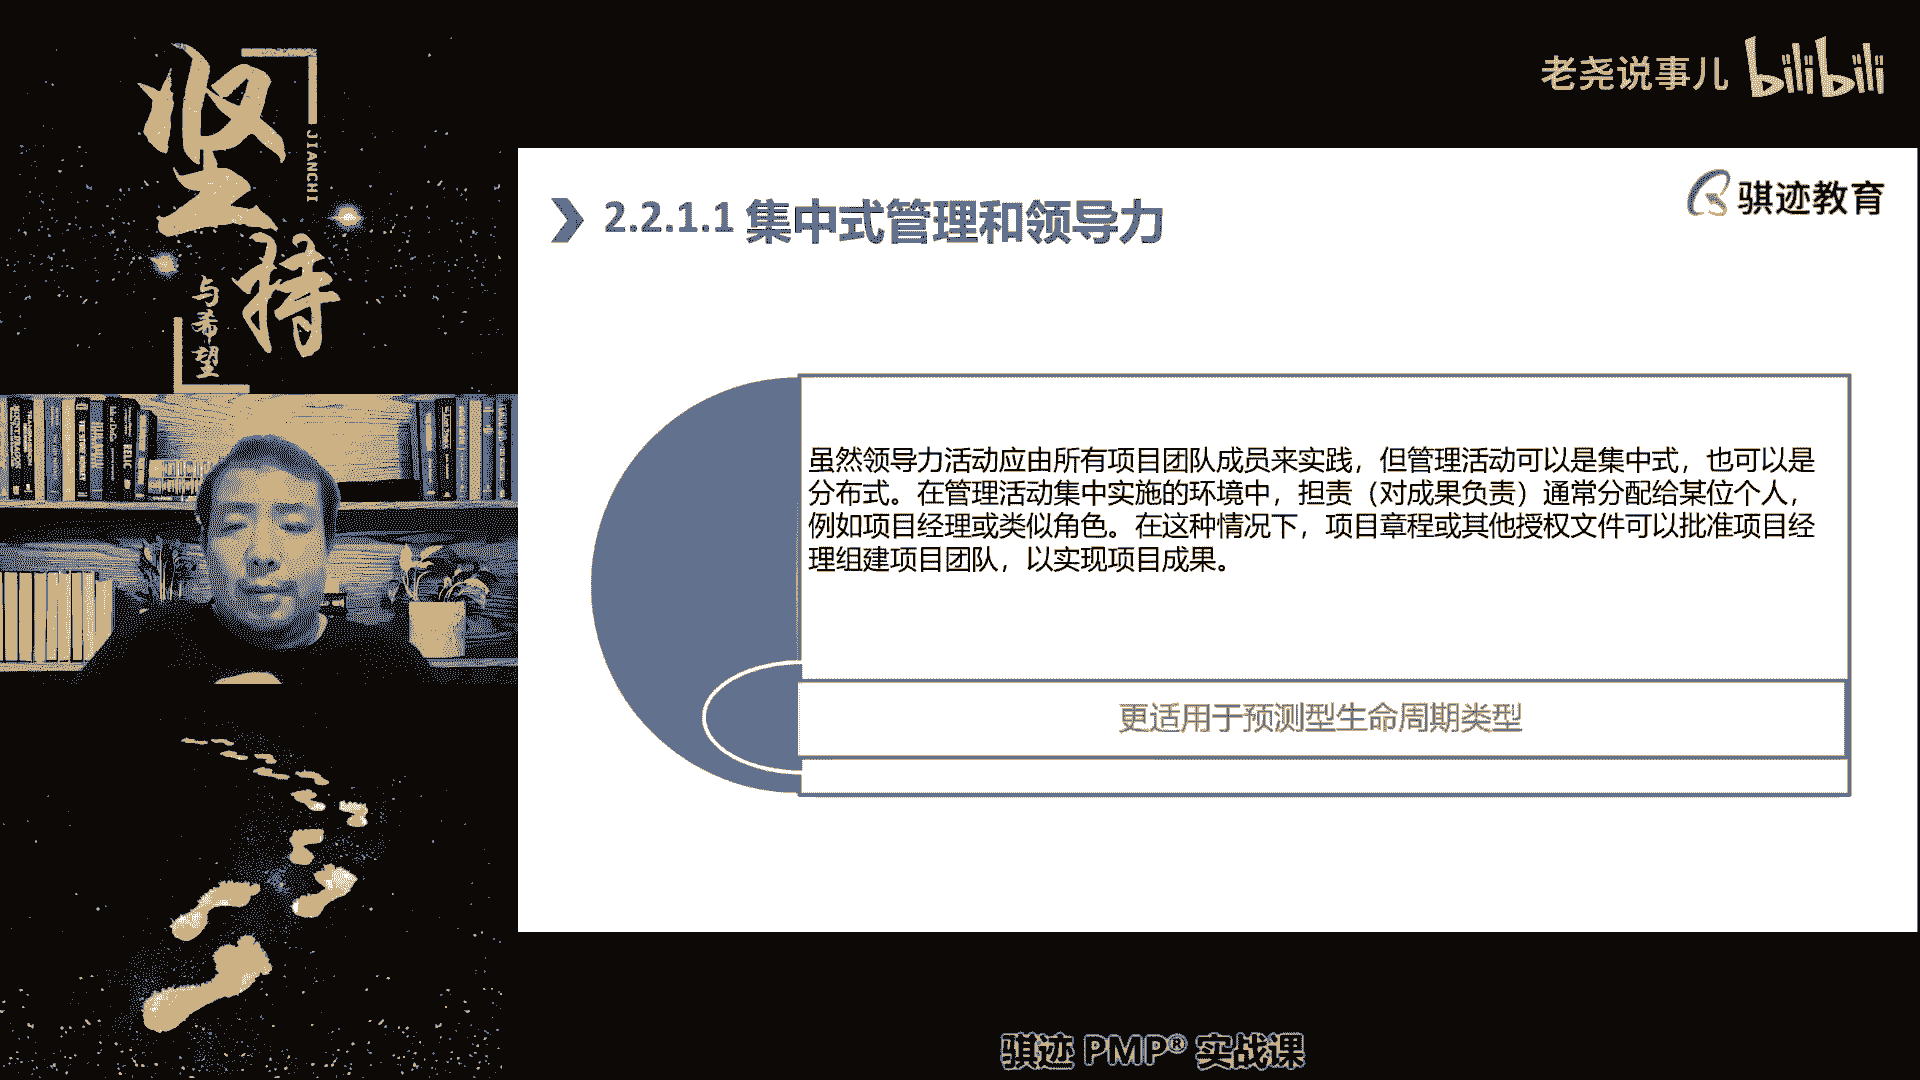 坚持
JIANCHI
与希望
老尧说事儿 bilibili
骐迹教育
2.2.1.1 集中式管理和领导力
虽然领导力活动应由所有项目团队成员来实践，但管理活动可以是集中式，也可以是
分布式。在管理活动集中实施的环境中，担责（对成果负责）通常分配给某位个人，
例如项目经理或类似角色。在这种情况下，项目章程或其他授权文件可以批准项目经
理组建项目团队，以实现项目成果。
更适用于预测型生命周期类型
骐迹 PMP® 实战课